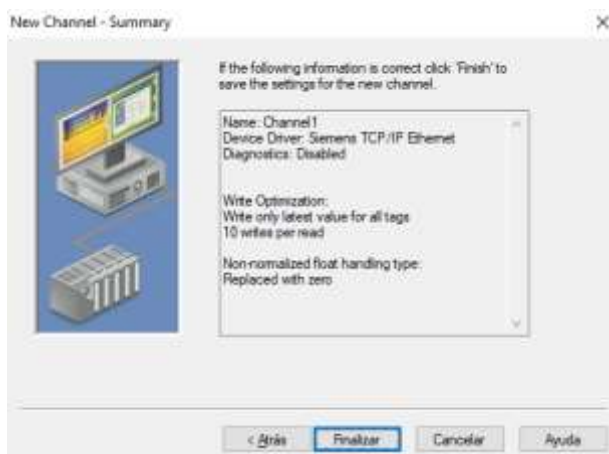 New Channel - Summary
If the following information is correct click 'Finish' to
save the settings for the new channel.
Name: Channel1
Device Driver: Siemens TCP/IP Ethernet
Diagnostics: Disabled
Write Optimization:
Write only latest value for all tags
10 writes per read
Non-normalized float handling type:
Replaced with zero
< Atrás Finalizar Cancelar Ayuda